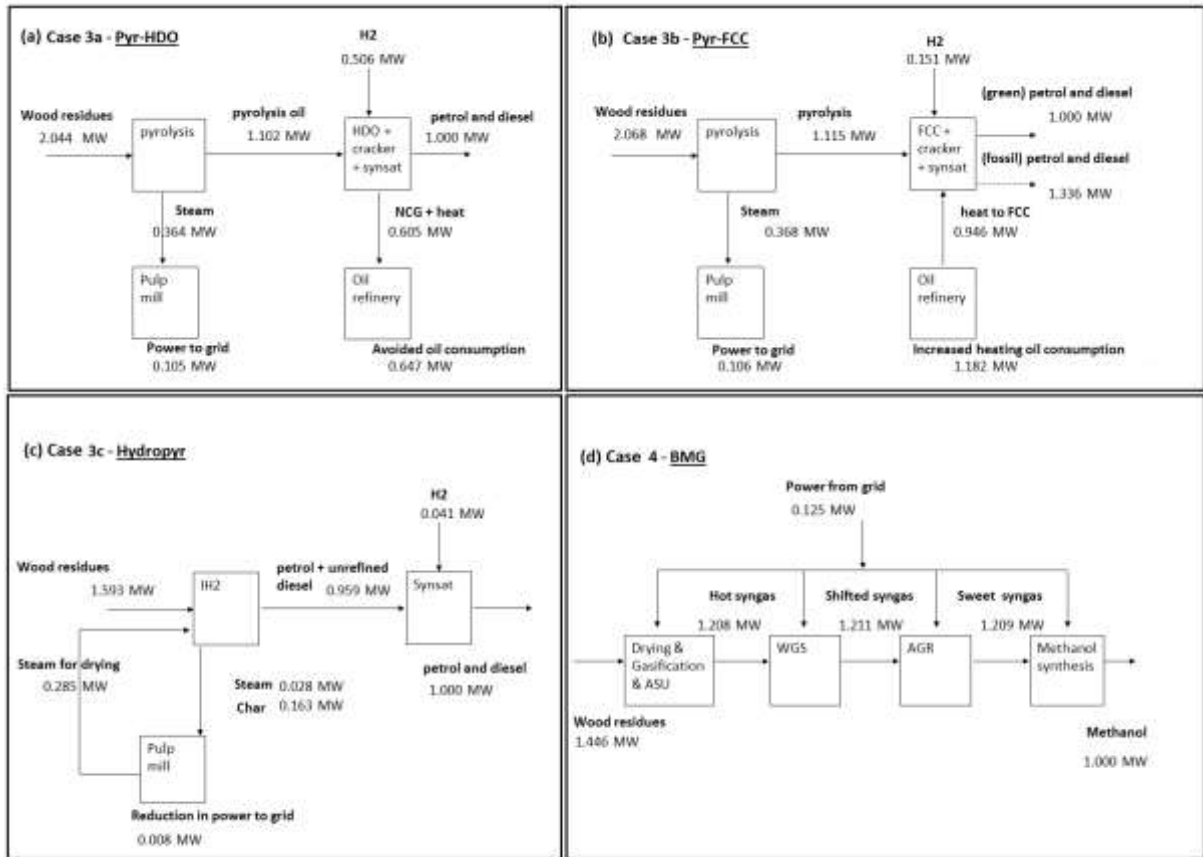 (a) Case 3a - Pyr-HDO
H2
0.506 MW
Wood residues
2.044 MW
pyrolysis
pyrolysis oil
1.102 MW
HDO +
cracker
+ synsat
petrol and diesel
1.000 MW
Steam
0.364 MW
NCG + heat
0.605 MW
Pulp
mill
Oil
refinery
Power to grid
0.105 MW
Avoided oil consumption
0.647 MW
(b) Case 3b - Pyr-FCC
H2
0.151 MW
Wood residues
2.068 MW
pyrolysis
pyrolysis
1.115 MW
FCC +
cracker
+ synsat
(green) petrol and diesel
1.000 MW
(fossil) petrol and diesel
1.336 MW
Steam
0.368 MW
heat to FCC
0.946 MW
Pulp
mill
Oil
refinery
Power to grid
0.106 MW
Increased heating oil consumption
1.182 MW
(c) Case 3c - Hydropyr
H2
0.041 MW
Wood residues
1.593 MW
IH2
petrol + unrefined
diesel 0.959 MW
Synsat
Steam for drying
0.285 MW
Steam 0.028 MW
Char 0.163 MW
petrol and diesel
1.000 MW
Pulp
mill
Reduction in power to grid
0.008 MW
(d) Case 4 - BMG
Power from grid
0.125 MW
Hot syngas
1.208 MW
Shifted syngas
1.211 MW
Sweet syngas
1.209 MW
Drying &
Gasification
& ASU
WGS
AGR
Methanol
synthesis
Wood residues
1.446 MW
Methanol
1.000 MW